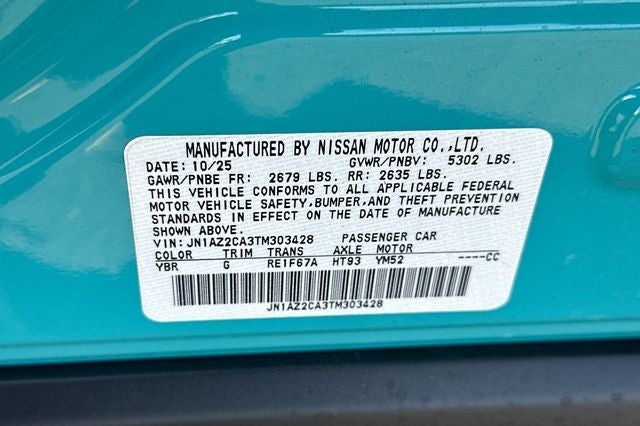 MANUFACTURED BY NISSAN MOTOR CO.,LTD.
DATE: 10/25 GVWR/PNBV: 5302 LBS.
GAWR/PNBE FR: 2679 LBS. RR: 2635 LBS.
THIS VEHICLE CONFORMS TO ALL APPLICABLE FEDERAL
MOTOR VEHICLE SAFETY,BUMPER,AND THEFT PREVENTION
STANDARDS IN EFFECT ON THE DATE OF MANUFACTURE
SHOWN ABOVE.
VIN: JN1AZ2CA3TM303428 PASSENGER CAR
COLOR TRIM TRANS AXLE MOTOR
YBR G RE1F67A HT93 YM52 ----CC
JN1AZ2CA3TM303428